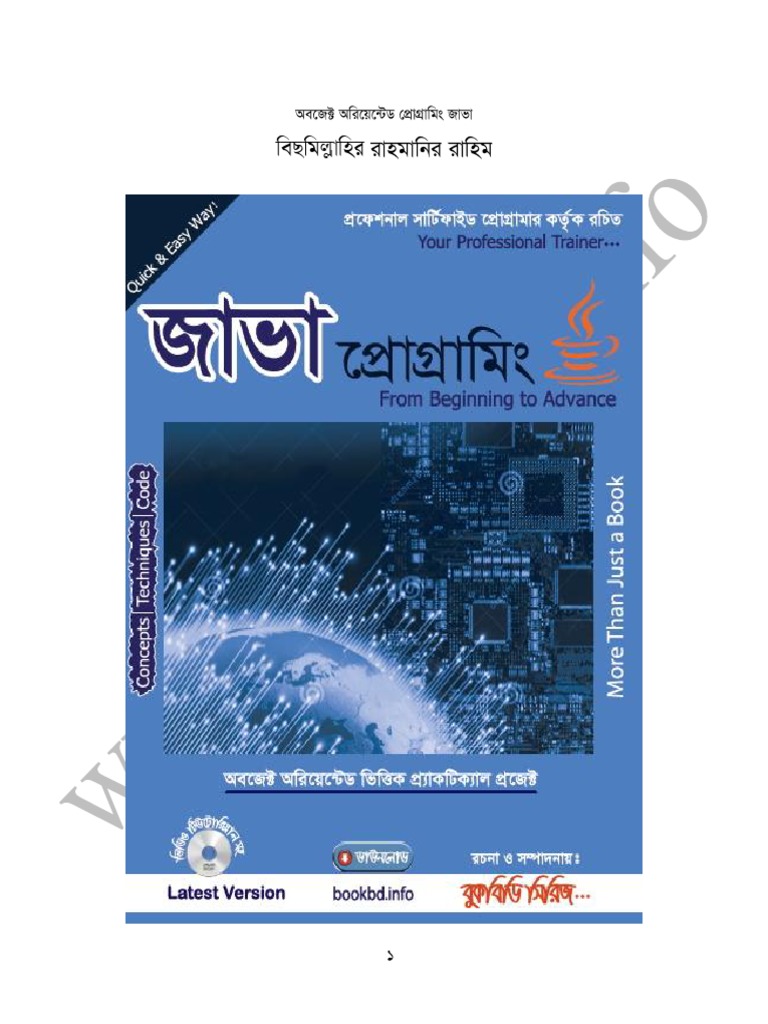 অবজেক্ট অরিয়েন্টেড প্রোগ্রামিং জাভা
বিছমিল্লাহির রাহমানির রাহিম
Quick & Easy Way!
প্রফেশনাল সার্টিফাইড প্রোগ্রামার কর্তৃক রচিত
Your Professional Trainer...
জাভা প্রোগ্রামিং
From Beginning to Advance
Concepts | Techniques | Code
More Than Just a Book
অবজেক্ট অরিয়েন্টেড ভিত্তিক প্র্যাকটিক্যাল প্রজেক্ট
ভিডিও টিউটোরিয়াল সহ
ডাউনলোড
রচনা ও সম্পাদনায়ঃ
Latest Version
bookbd.info
বুকবিডি সিরিজ...
১